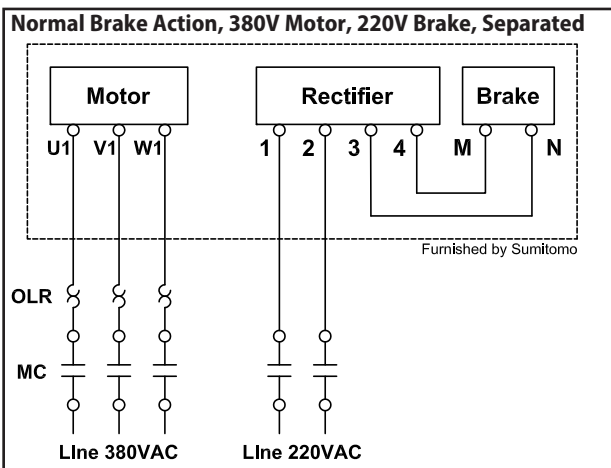 Normal Brake Action, 380V Motor, 220V Brake, Separated
Motor Rectifier Brake
U1 V1 W1 1 2 3 4 M N
Furnished by Sumitomo
OLR
MC
LIne 380VAC LIne 220VAC